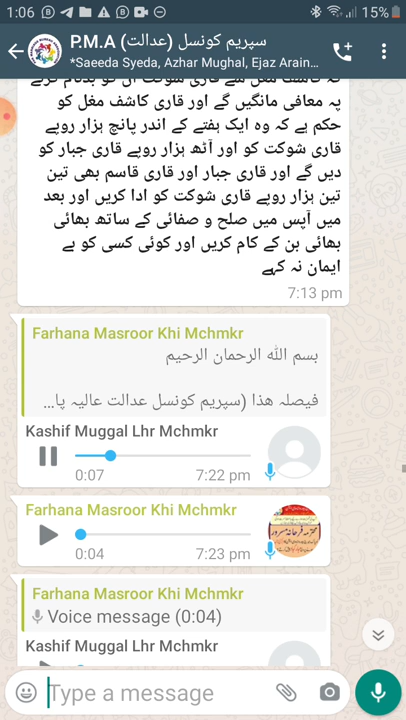 1:06
15%
P.M.A سپریم کونسل (عدالت)
*Saeeda Syeda, Azhar Mughal, Ejaz Arain...
پہ معافی مانگیں گے اور قاری کاشف مغل کو
حکم ہے کہ وہ ایک ہفتے کے اندر پانچ ہزار روپے
قاری شوکت کو اور آٹھ ہزار روپے قاری جبار کو
دیں گے اور قاری جبار اور قاری قاسم بھی تین
تین ہزار روپے قاری شوکت کو ادا کریں اور بعد
میں آپس میں صلح و صفائی کے ساتھ بھائی
بھائی بن کے کام کریں اور کوئی کسی کو بے
ایمان نہ کہے
7:13 pm
Farhana Masroor Khi Mchmkr
بسم اللہ الرحمان الرحیم
فیصلہ ھذا (سپریم کونسل عدالت عالیہ پا...
Kashif Muggal Lhr Mchmkr
0:07
7:22 pm
Farhana Masroor Khi Mchmkr
0:04
7:23 pm
Farhana Masroor Khi Mchmkr
Voice message (0:04)
Kashif Muggal Lhr Mchmkr
Type a message